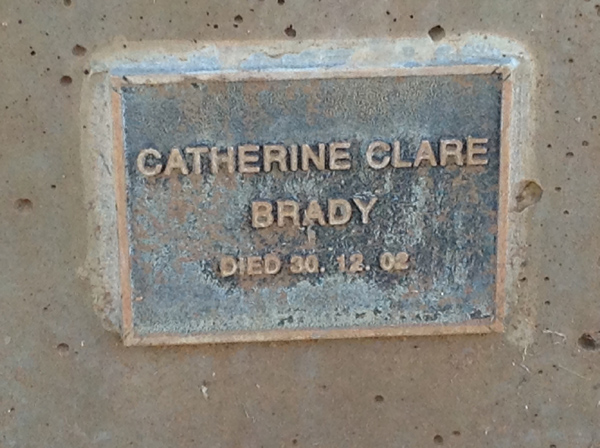 CATHERINE CLARE
BRADY
DIED 30. 12. 02